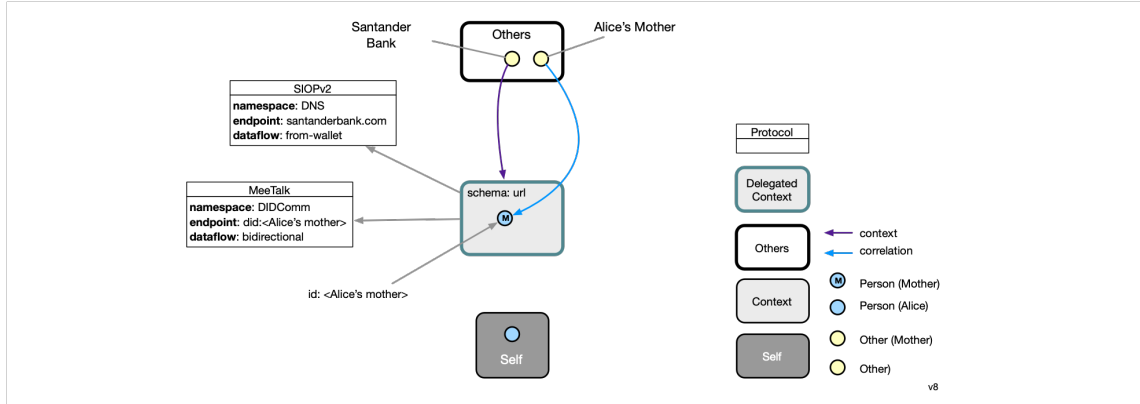 Santander
Bank
Others
Alice's Mother
SIOPv2
namespace: DNS
endpoint: santanderbank.com
dataflow: from-wallet
MeeTalk
namespace: DIDComm
endpoint: did:<Alice's mother>
dataflow: bidirectional
schema: url
M
id: <Alice's mother>
Self
Protocol
Delegated
Context
Others
context
correlation
Context
M
Person (Mother)
Person (Alice)
Self
Other (Mother)
Other)
v8